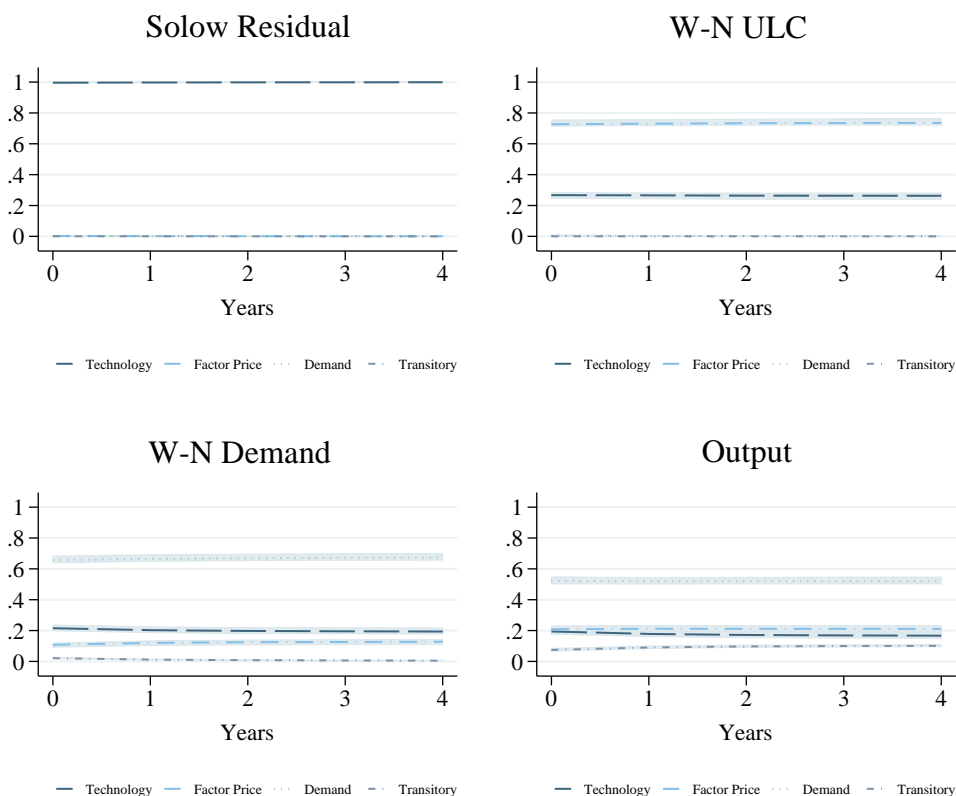 Solow Residual
1
.8
.6
.4
.2
0
0 1 2 3 4
Years
Technology Factor Price Demand Transitory
W-N ULC
1
.8
.6
.4
.2
0
0 1 2 3 4
Years
Technology Factor Price Demand Transitory
W-N Demand
1
.8
.6
.4
.2
0
0 1 2 3 4
Years
Technology Factor Price Demand Transitory
Output
1
.8
.6
.4
.2
0
0 1 2 3 4
Years
Technology Factor Price Demand Transitory